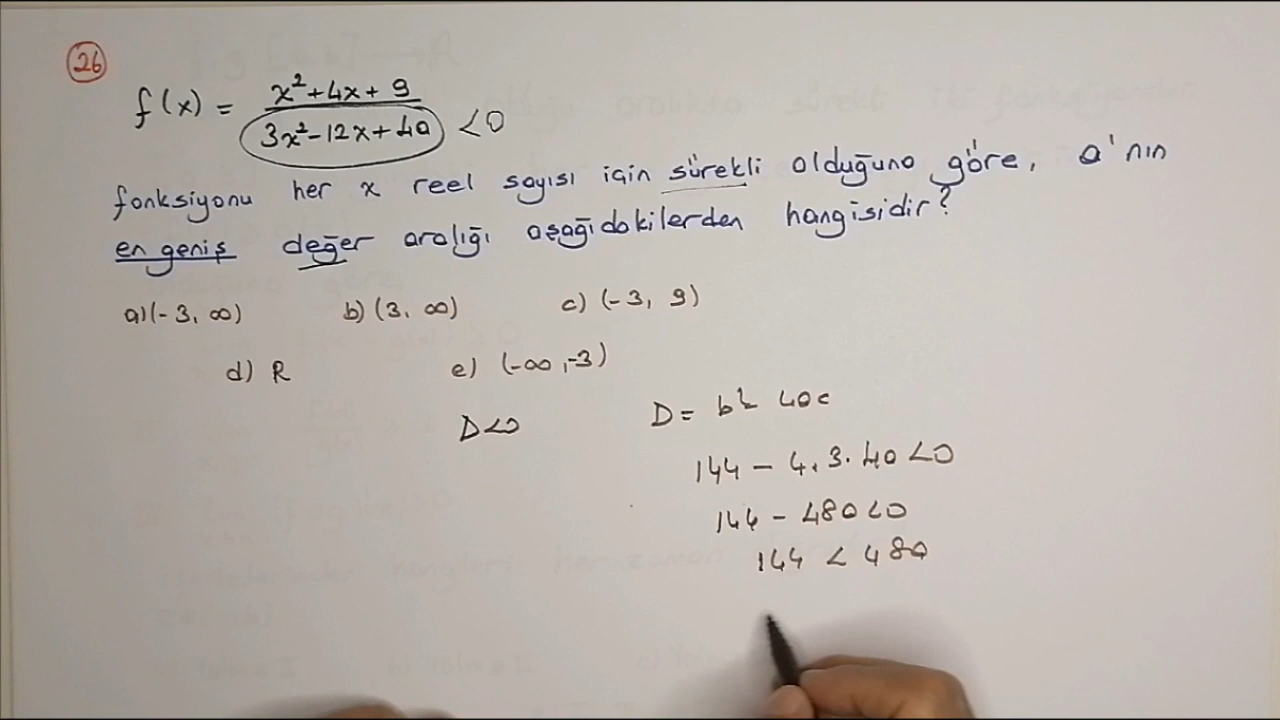 26
f(x) = x²+4x+9 / 3x²-12x+4a <0
fonksiyonu her x reel sayısı için sürekli olduğuna göre, a'nın
en geniş değer aralığı aşağıdakilerden hangisidir?
a) (-3, ∞) b) (3, ∞) c) (-3, 9)
d) R e) (-∞,-3)
D<0 D= b²-4ac
144 - 4.3.4a <0
144 - 48a <0
144 < 48a